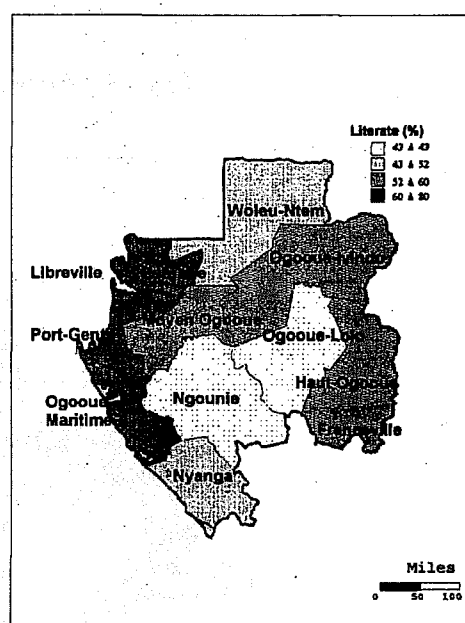 Literate (%)
43 à 43
43 à 52
52 à 60
60 à 80
Woleu-Ntem
Ogooue-Ivindo
Libreville
Moyen-Ogooue
Port-Gent
Ogooue-Lolo
Haut-Ogooue
Ogooue
Maritime
Ngounie
Franceville
Nyanga
Miles
0 50 100